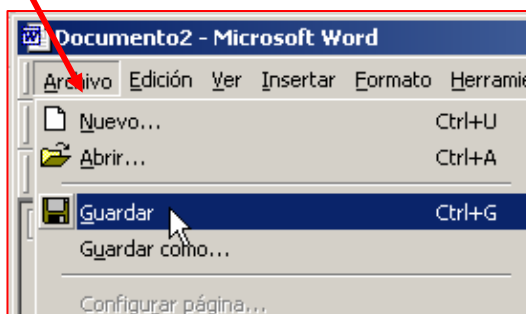 Documento2 - Microsoft Word
Archivo Edición Ver Insertar Formato Herramie
Nuevo... Ctrl+U
Abrir... Ctrl+A
Guardar Ctrl+G
Guardar como...
Configurar página...